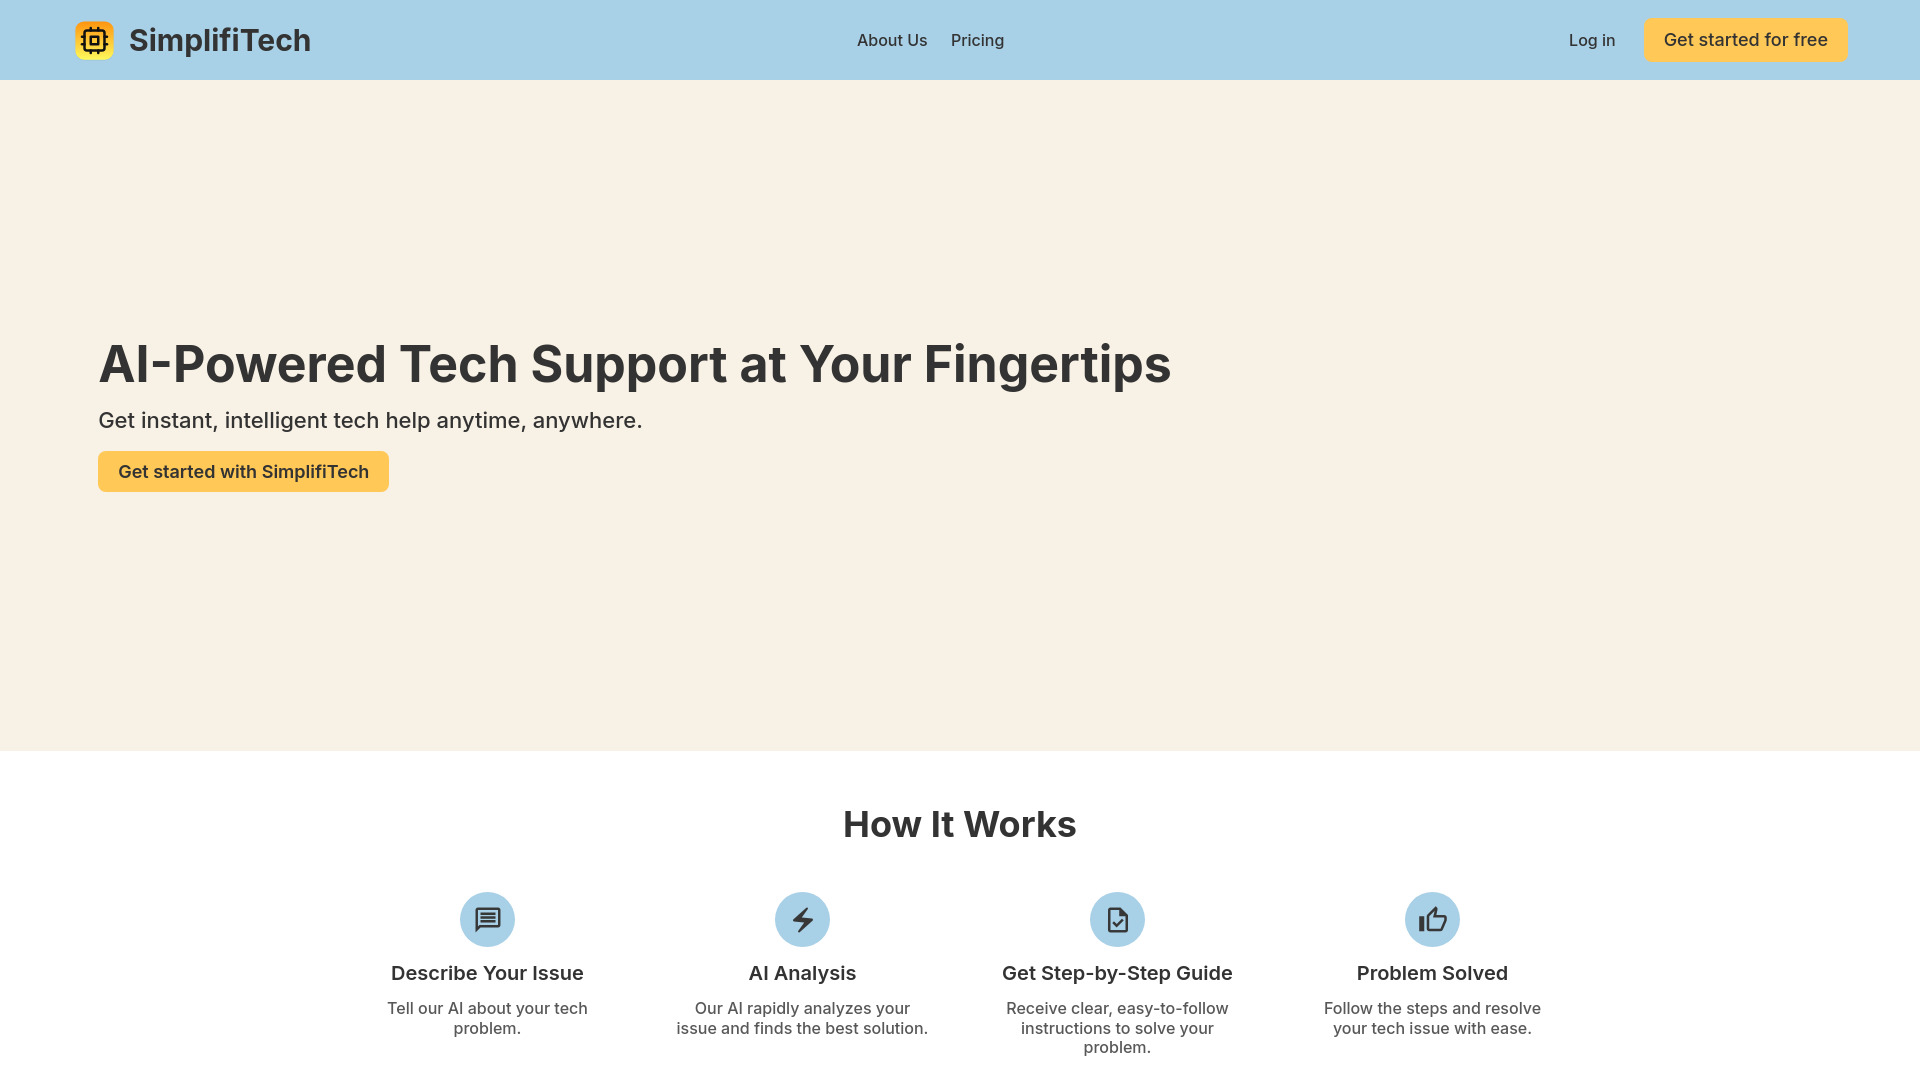 SimplifiTech
About Us
Pricing
Log in
Get started for free
AI-Powered Tech Support at Your Fingertips
Get instant, intelligent tech help anytime, anywhere.
Get started with SimplifiTech
How It Works
Describe Your Issue
Tell our AI about your tech
problem.
AI Analysis
Our AI rapidly analyzes your
issue and finds the best solution.
Get Step-by-Step Guide
Receive clear, easy-to-follow
instructions to solve your
problem.
Problem Solved
Follow the steps and resolve
your tech issue with ease.